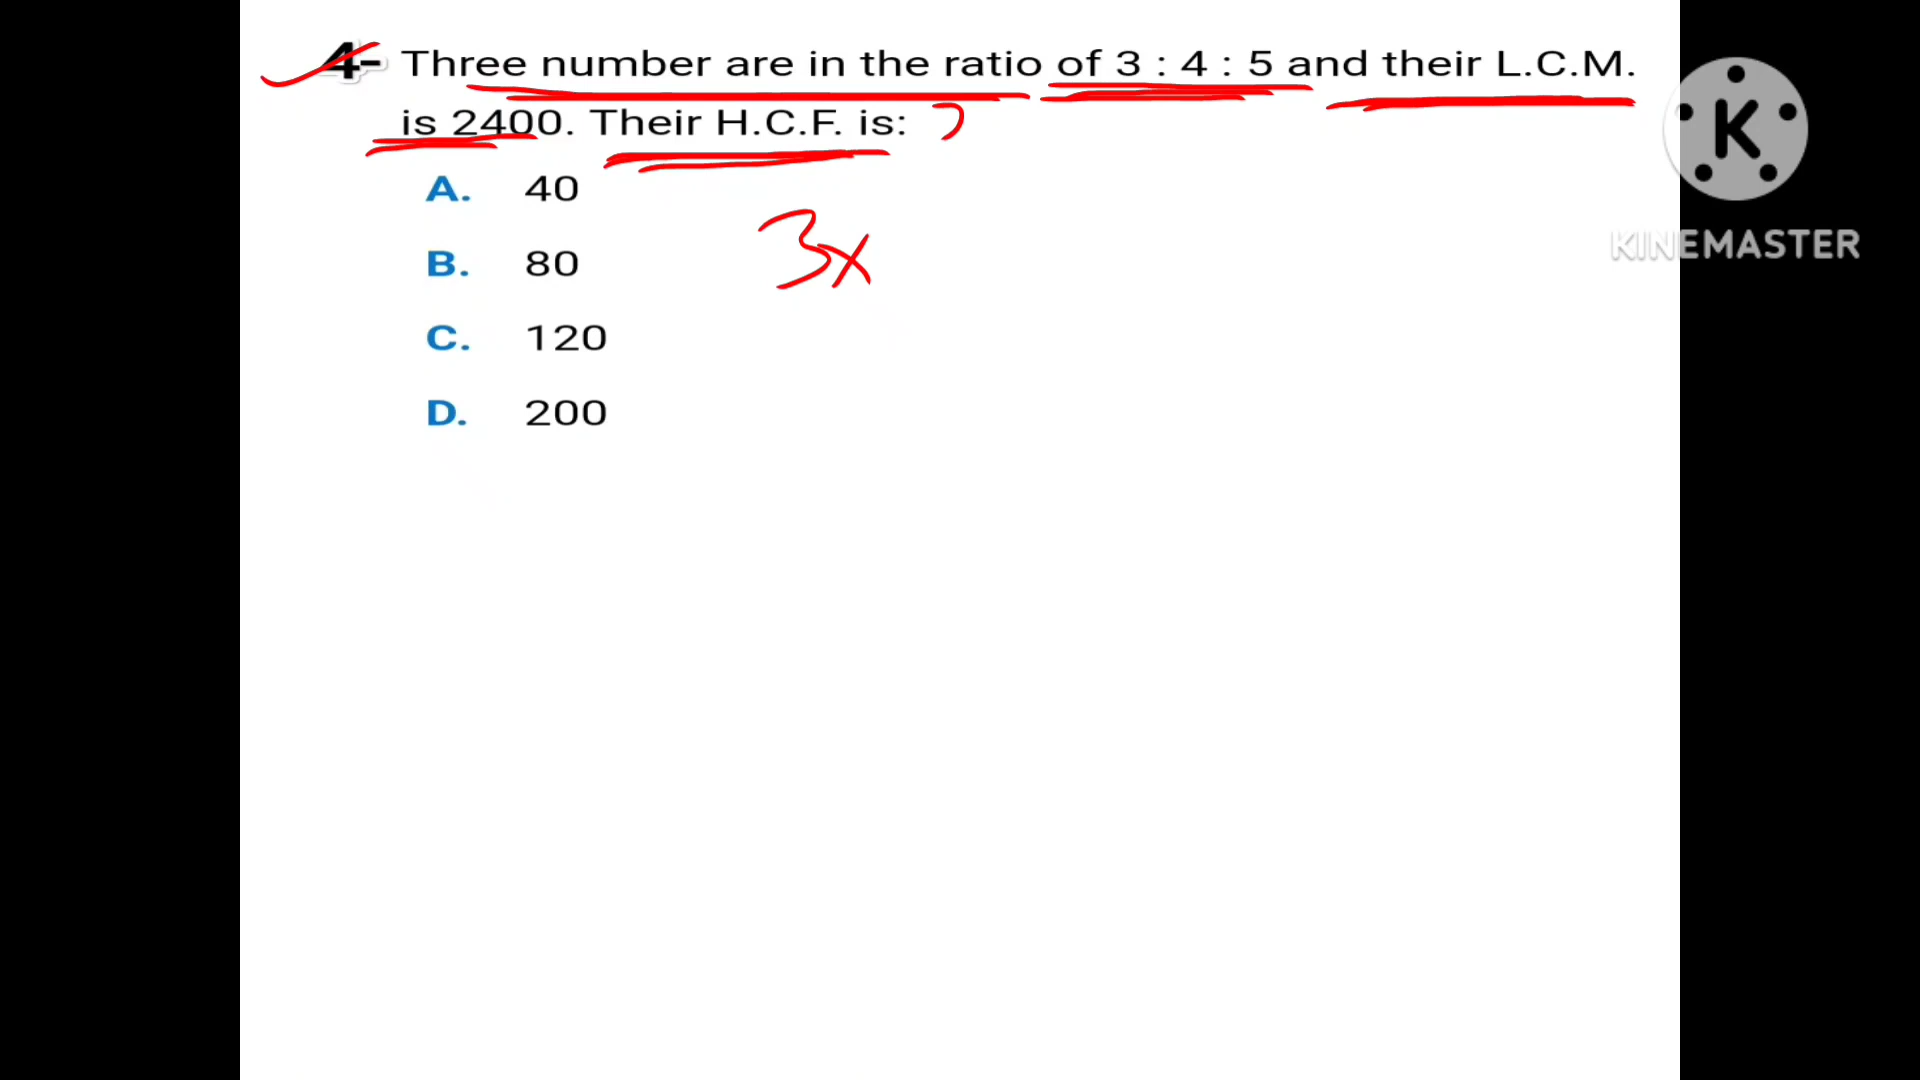 4- Three number are in the ratio of 3 : 4 : 5 and their L.C.M.
is 2400. Their H.C.F. is: ?
A. 40
B. 80
C. 120
D. 200
3x
K
KINEMASTER